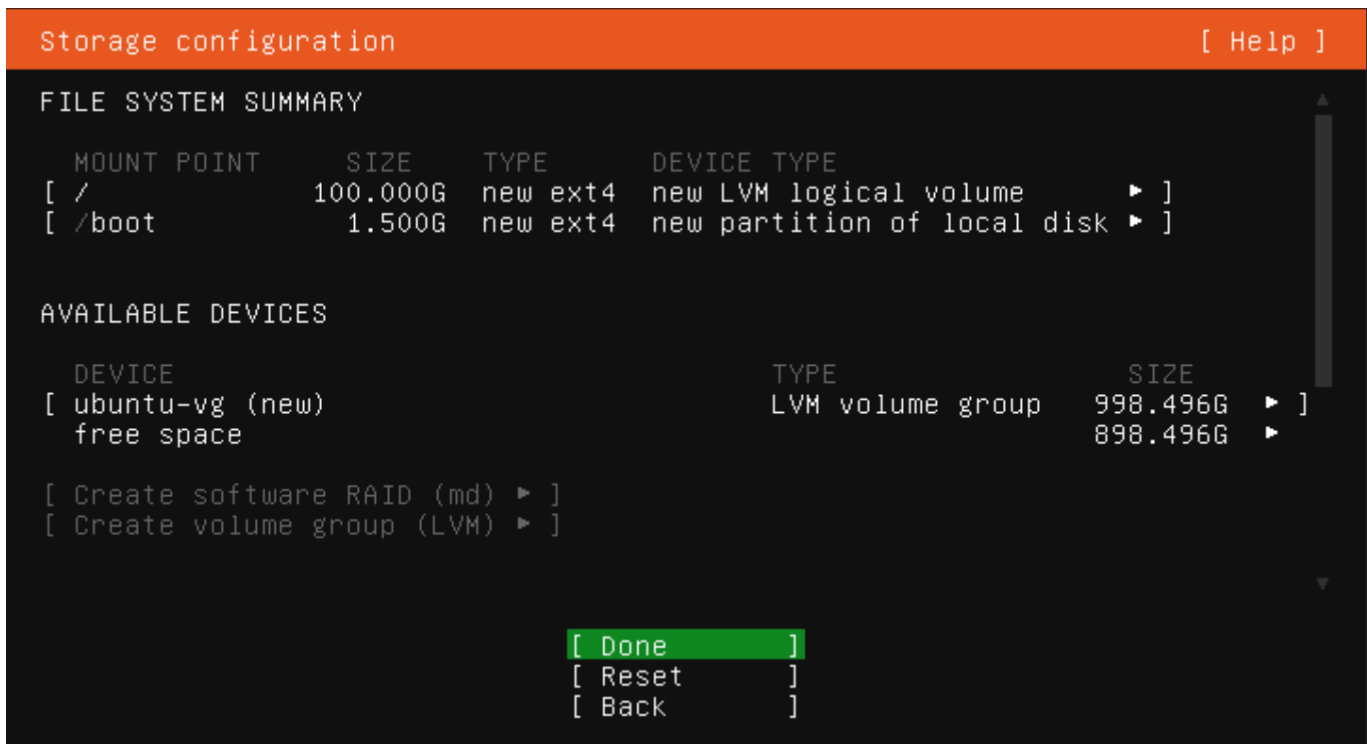 Storage configuration [ Help ]
FILE SYSTEM SUMMARY
MOUNT POINT SIZE TYPE DEVICE TYPE
[ / 100.000G new ext4 new LVM logical volume ▸ ]
[ /boot 1.500G new ext4 new partition of local disk ▸ ]
AVAILABLE DEVICES
DEVICE TYPE SIZE
[ ubuntu-vg (new) LVM volume group 998.496G ▸ ]
free space 898.496G ▸
[ Create software RAID (md) ▸ ]
[ Create volume group (LVM) ▸ ]
[ Done ]
[ Reset ]
[ Back ]